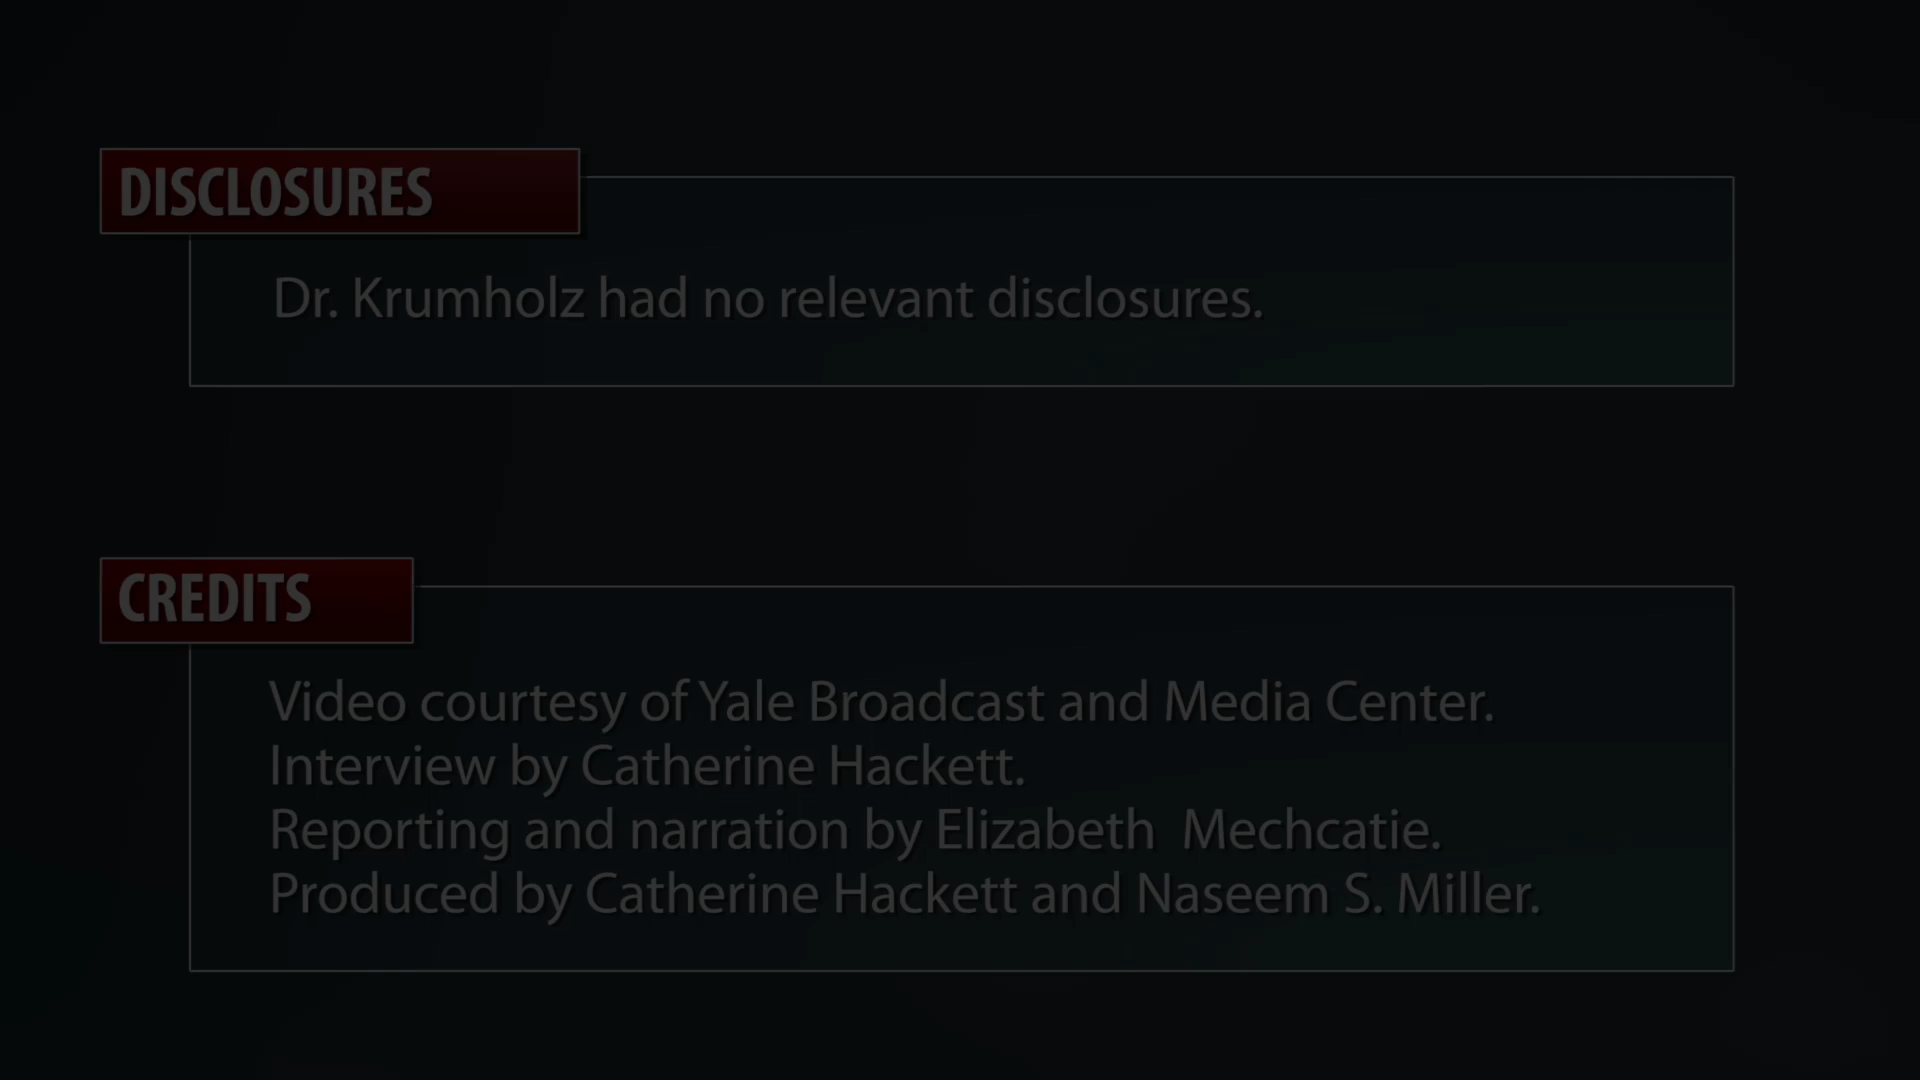 DISCLOSURES
Dr. Krumholz had no relevant disclosures.
CREDITS
Video courtesy of Yale Broadcast and Media Center.
Interview by Catherine Hackett.
Reporting and narration by Elizabeth  Mechcatie.
Produced by Catherine Hackett and Naseem S. Miller.